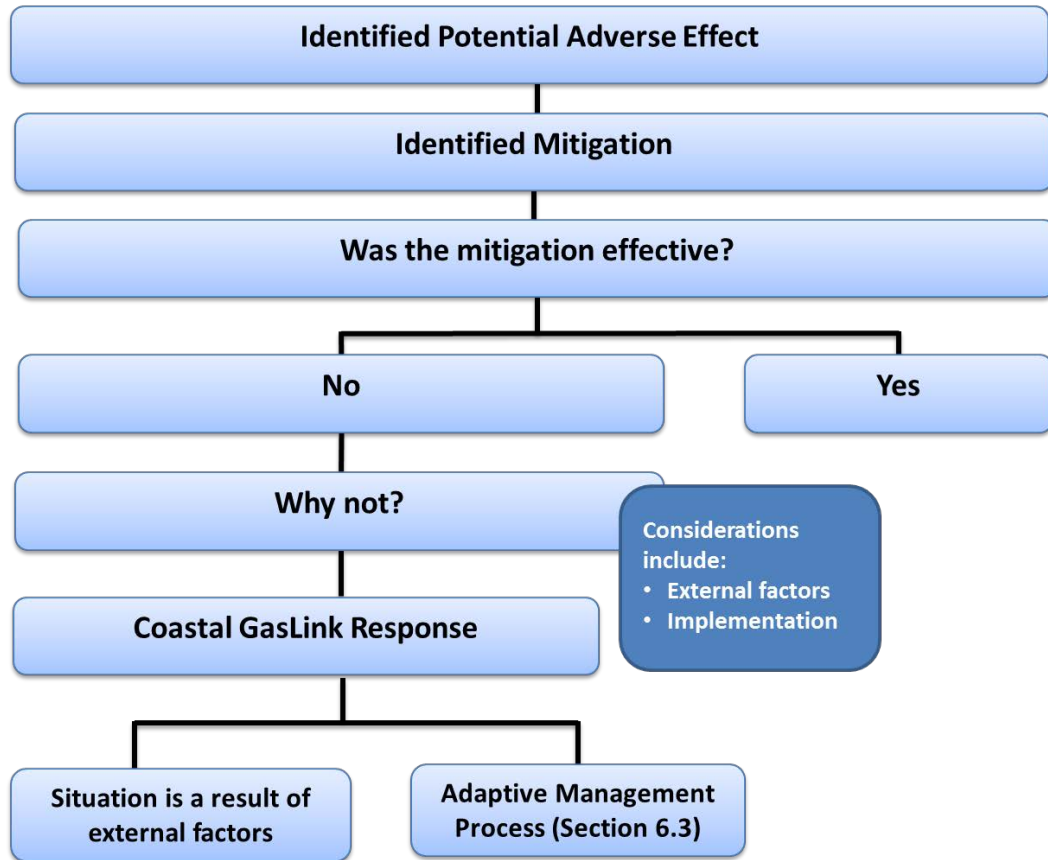 Identified Potential Adverse Effect
Identified Mitigation
Was the mitigation effective?
No
Yes
Why not?
Considerations
include:
• External factors
• Implementation
Coastal GasLink Response
Situation is a result of
external factors
Adaptive Management
Process (Section 6.3)